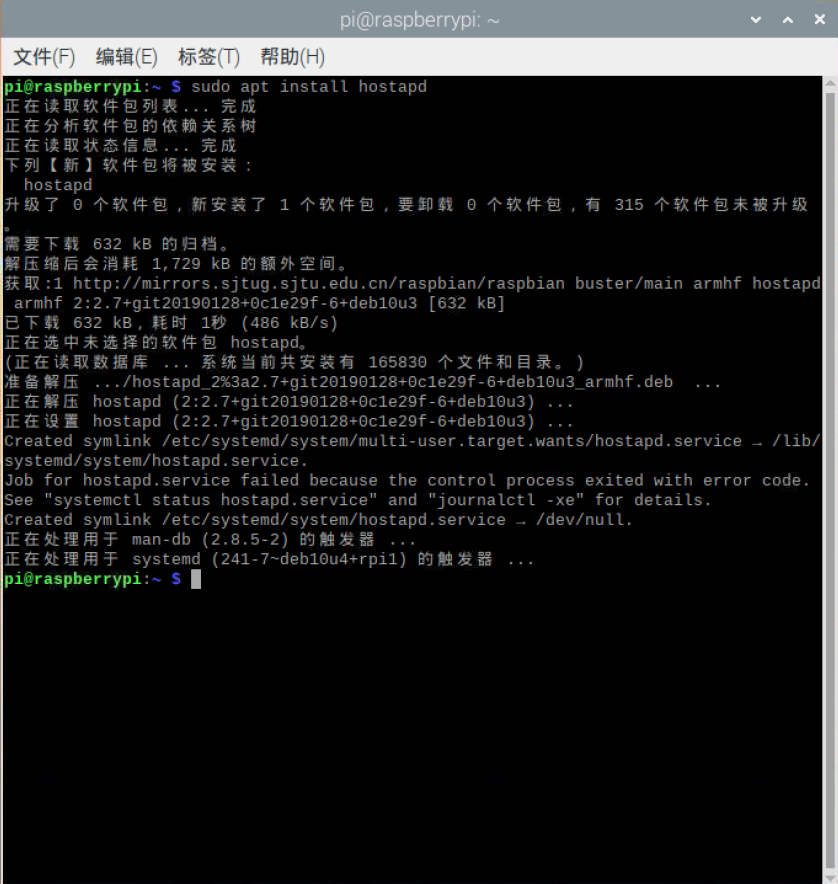 pi@raspberrypi: ~
文件(F) 编辑(E) 标签(T) 帮助(H)
pi@raspberrypi:~ $ sudo apt install hostapd
正在读取软件包列表... 完成
正在分析软件包的依赖关系树
正在读取状态信息... 完成
下列【新】软件包将被安装：
hostapd
升级了 0 个软件包，新安装了 1 个软件包，要卸载 0 个软件包，有 315 个软件包未被升级
。
需要下载 632 kB 的归档。
解压缩后会消耗 1,729 kB 的额外空间。
获取:1 http://mirrors.sjtug.sjtu.edu.cn/raspbian/raspbian buster/main armhf hostapd
armhf 2:2.7+git20190128+0c1e29f-6+deb10u3 [632 kB]
已下载 632 kB，耗时 1秒 (486 kB/s)
正在选中未选择的软件包 hostapd。
(正在读取数据库 ... 系统当前共安装有 165830 个文件和目录。)
准备解压 .../hostapd_2%3a2.7+git20190128+0c1e29f-6+deb10u3_armhf.deb ...
正在解压 hostapd (2:2.7+git20190128+0c1e29f-6+deb10u3) ...
正在设置 hostapd (2:2.7+git20190128+0c1e29f-6+deb10u3) ...
Created symlink /etc/systemd/system/multi-user.target.wants/hostapd.service → /lib/
systemd/system/hostapd.service.
Job for hostapd.service failed because the control process exited with error code.
See "systemctl status hostapd.service" and "journalctl -xe" for details.
Created symlink /etc/systemd/system/hostapd.service → /dev/null.
正在处理用于 man-db (2.8.5-2) 的触发器 ...
正在处理用于 systemd (241-7~deb10u4+rpi1) 的触发器 ...
pi@raspberrypi:~ $